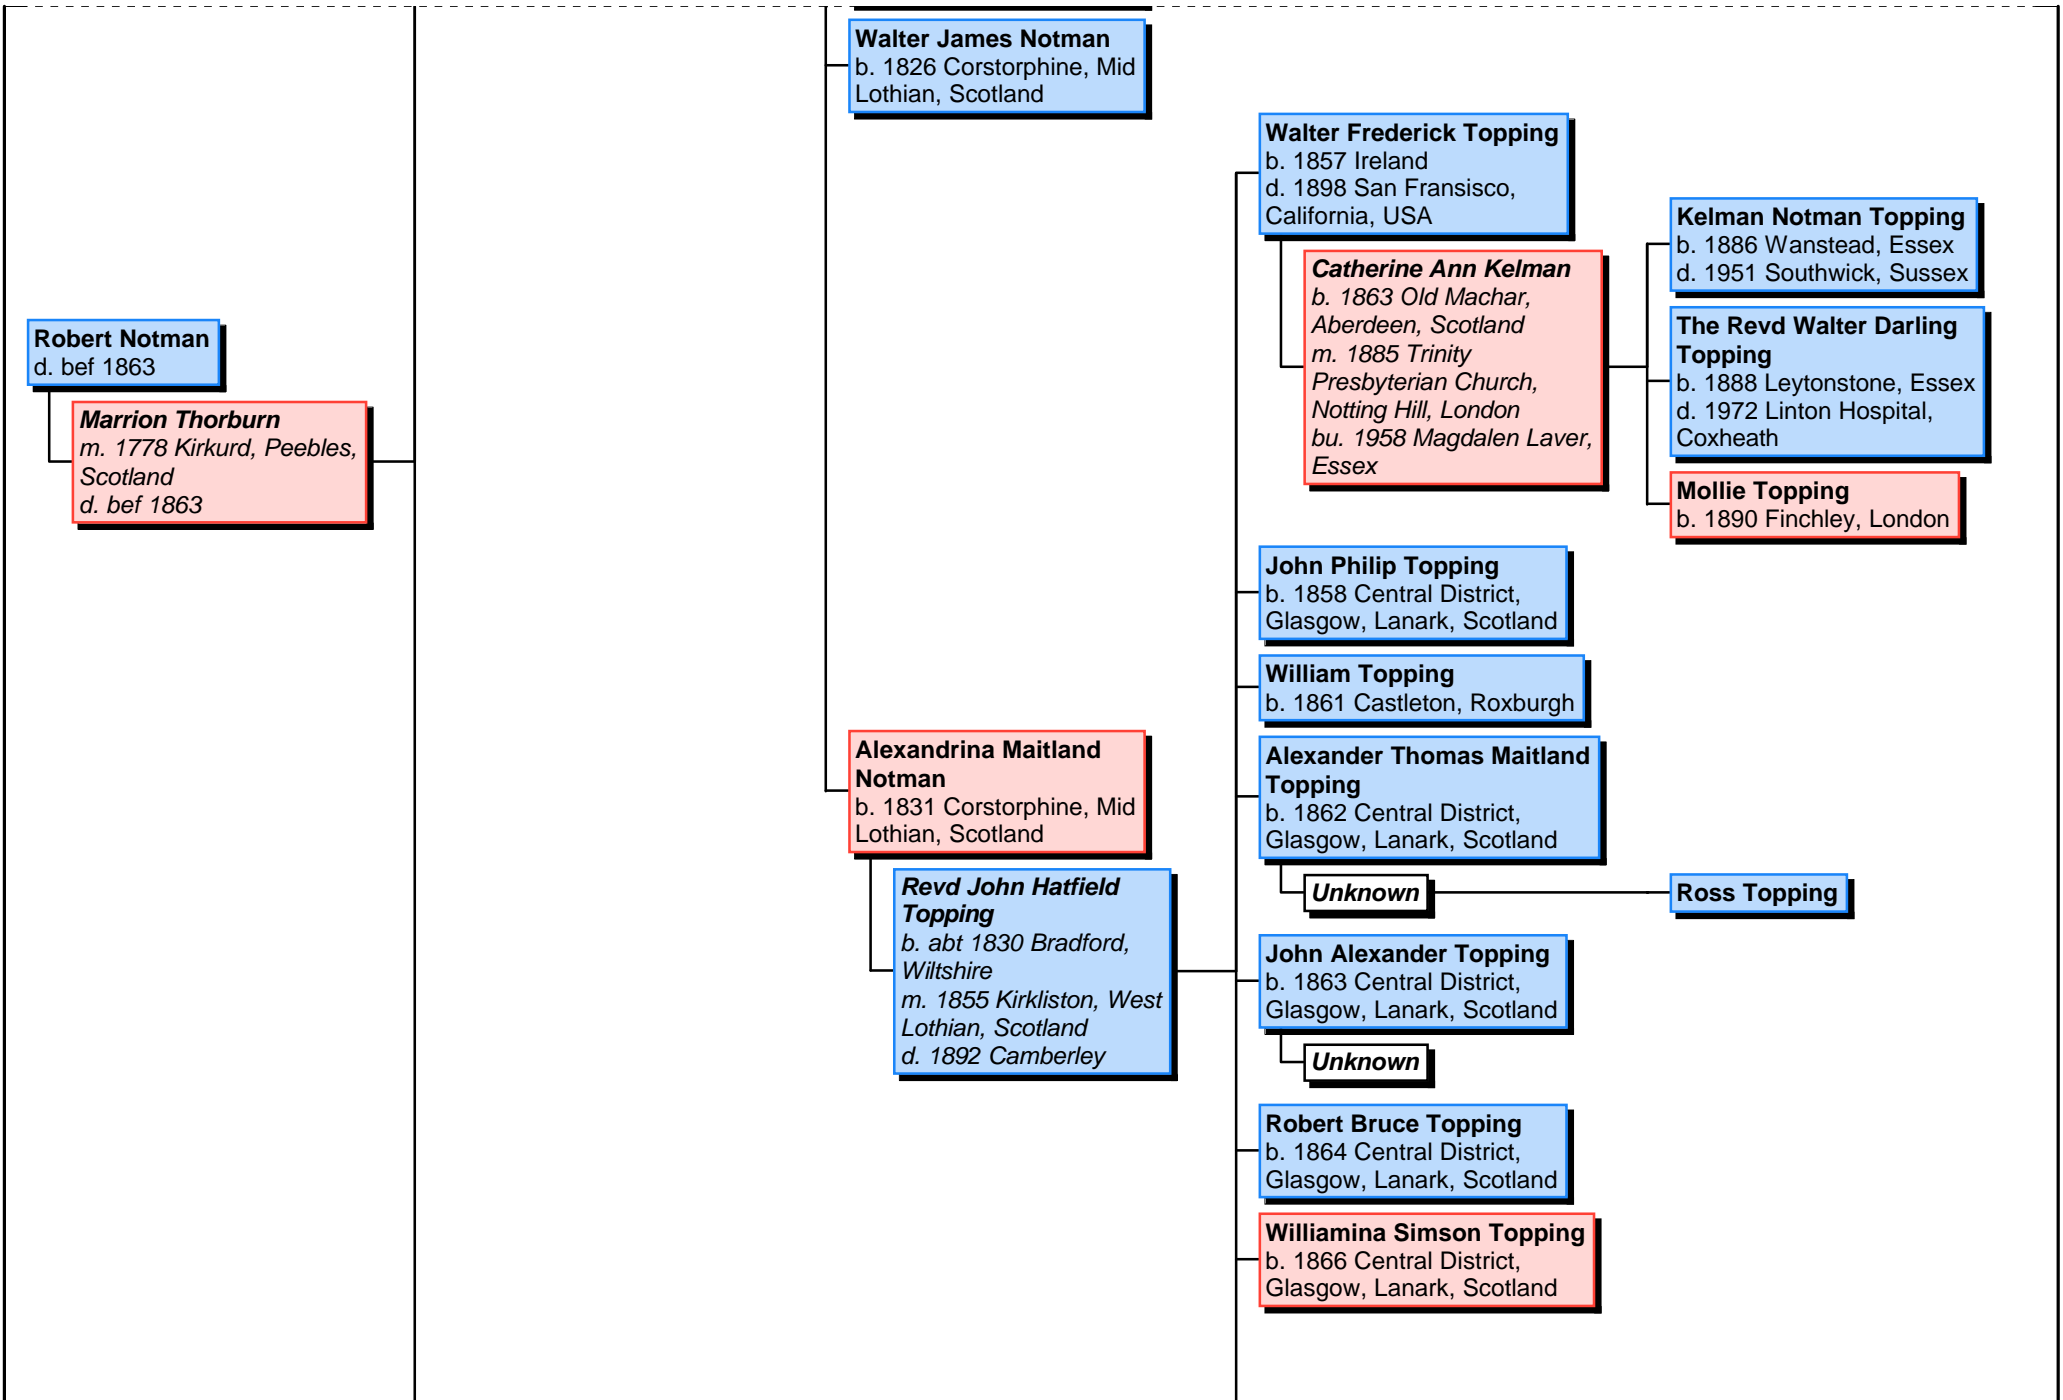 Walter James Notman
b. 1826 Corstorphine, Mid
Lothian, Scotland
Walter Frederick Topping
b. 1857 Ireland
d. 1898 San Fransisco,
California, USA
Catherine Ann Kelman
b. 1863 Old Machar,
Aberdeen, Scotland
m. 1885 Trinity
Presbyterian Church,
Notting Hill, London
bu. 1958 Magdalen Laver,
Essex
Kelman Notman Topping
b. 1886 Wanstead, Essex
d. 1951 Southwick, Sussex
The Revd Walter Darling
Topping
b. 1888 Leytonstone, Essex
d. 1972 Linton Hospital,
Coxheath
Mollie Topping
b. 1890 Finchley, London
Robert Notman
d. bef 1863
Marrion Thorburn
m. 1778 Kirkurd, Peebles,
Scotland
d. bef 1863
John Philip Topping
b. 1858 Central District,
Glasgow, Lanark, Scotland
William Topping
b. 1861 Castleton, Roxburgh
Alexandrina Maitland
Notman
b. 1831 Corstorphine, Mid
Lothian, Scotland
Revd John Hatfield
Topping
b. abt 1830 Bradford,
Wiltshire
m. 1855 Kirkliston, West
Lothian, Scotland
d. 1892 Camberley
Alexander Thomas Maitland
Topping
b. 1862 Central District,
Glasgow, Lanark, Scotland
Unknown
Ross Topping
John Alexander Topping
b. 1863 Central District,
Glasgow, Lanark, Scotland
Unknown
Robert Bruce Topping
b. 1864 Central District,
Glasgow, Lanark, Scotland
Williamina Simson Topping
b. 1866 Central District,
Glasgow, Lanark, Scotland